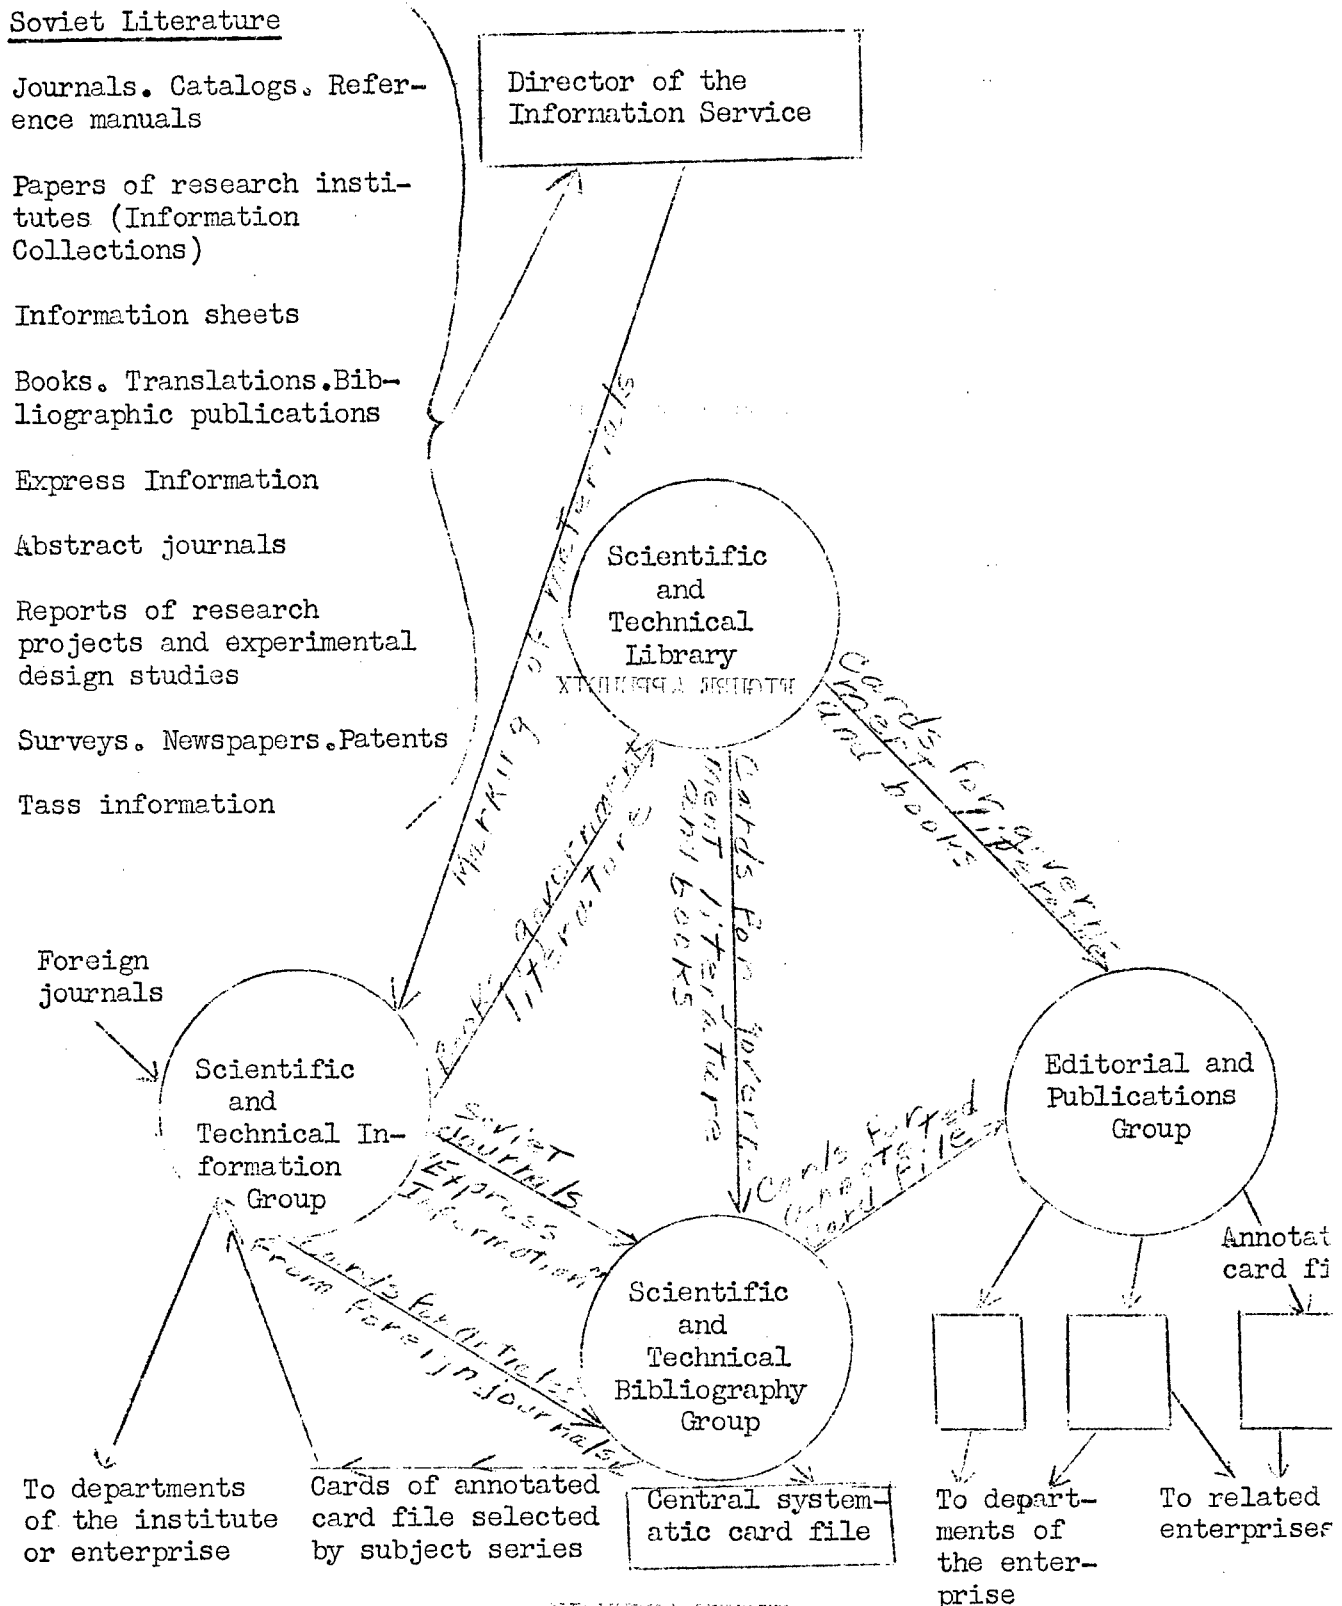 Soviet Literature
Journals. Catalogs. Refer-
ence manuals
Papers of research insti-
tutes (Information
Collections)
Information sheets
Books. Translations.Bib-
liographic publications
Express Information
Abstract journals
Reports of research
projects and experimental
design studies
Surveys. Newspapers.Patents
Tass information
Director of the
Information Service
Marking of materials
Scientific
and
Technical
Library
Cards for govern-
ment literature
and books
Cards for govern-
ment literature
and books
government
literature
Foreign
journals
Scientific
and
Technical In-
formation
Group
Soviet
Journals
"Express
Information"
Cards for articles
from foreign journals
Scientific
and
Technical
Bibliography
Group
Cards
card file
Editorial and
Publications
Group
Annotat
card fi
To departments
of the institute
or enterprise
Cards of annotated
card file selected
by subject series
Central system-
atic card file
To depart-
ments of
the enter-
prise
To related
enterprises